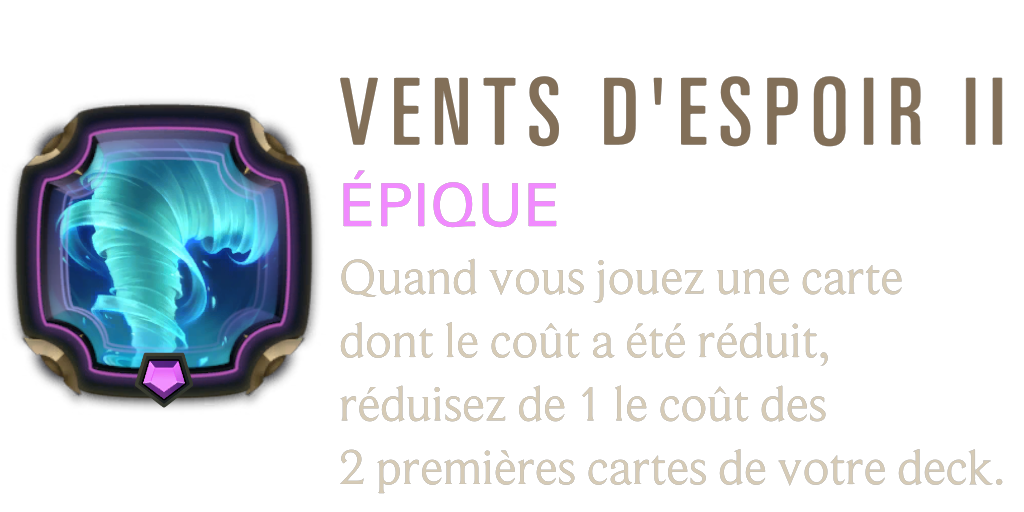 VENTS D'ESPOIR II
ÉPIQUE
Quand vous jouez une carte
dont le coût a été réduit,
réduisez de 1 le coût des
2 premières cartes de votre deck.